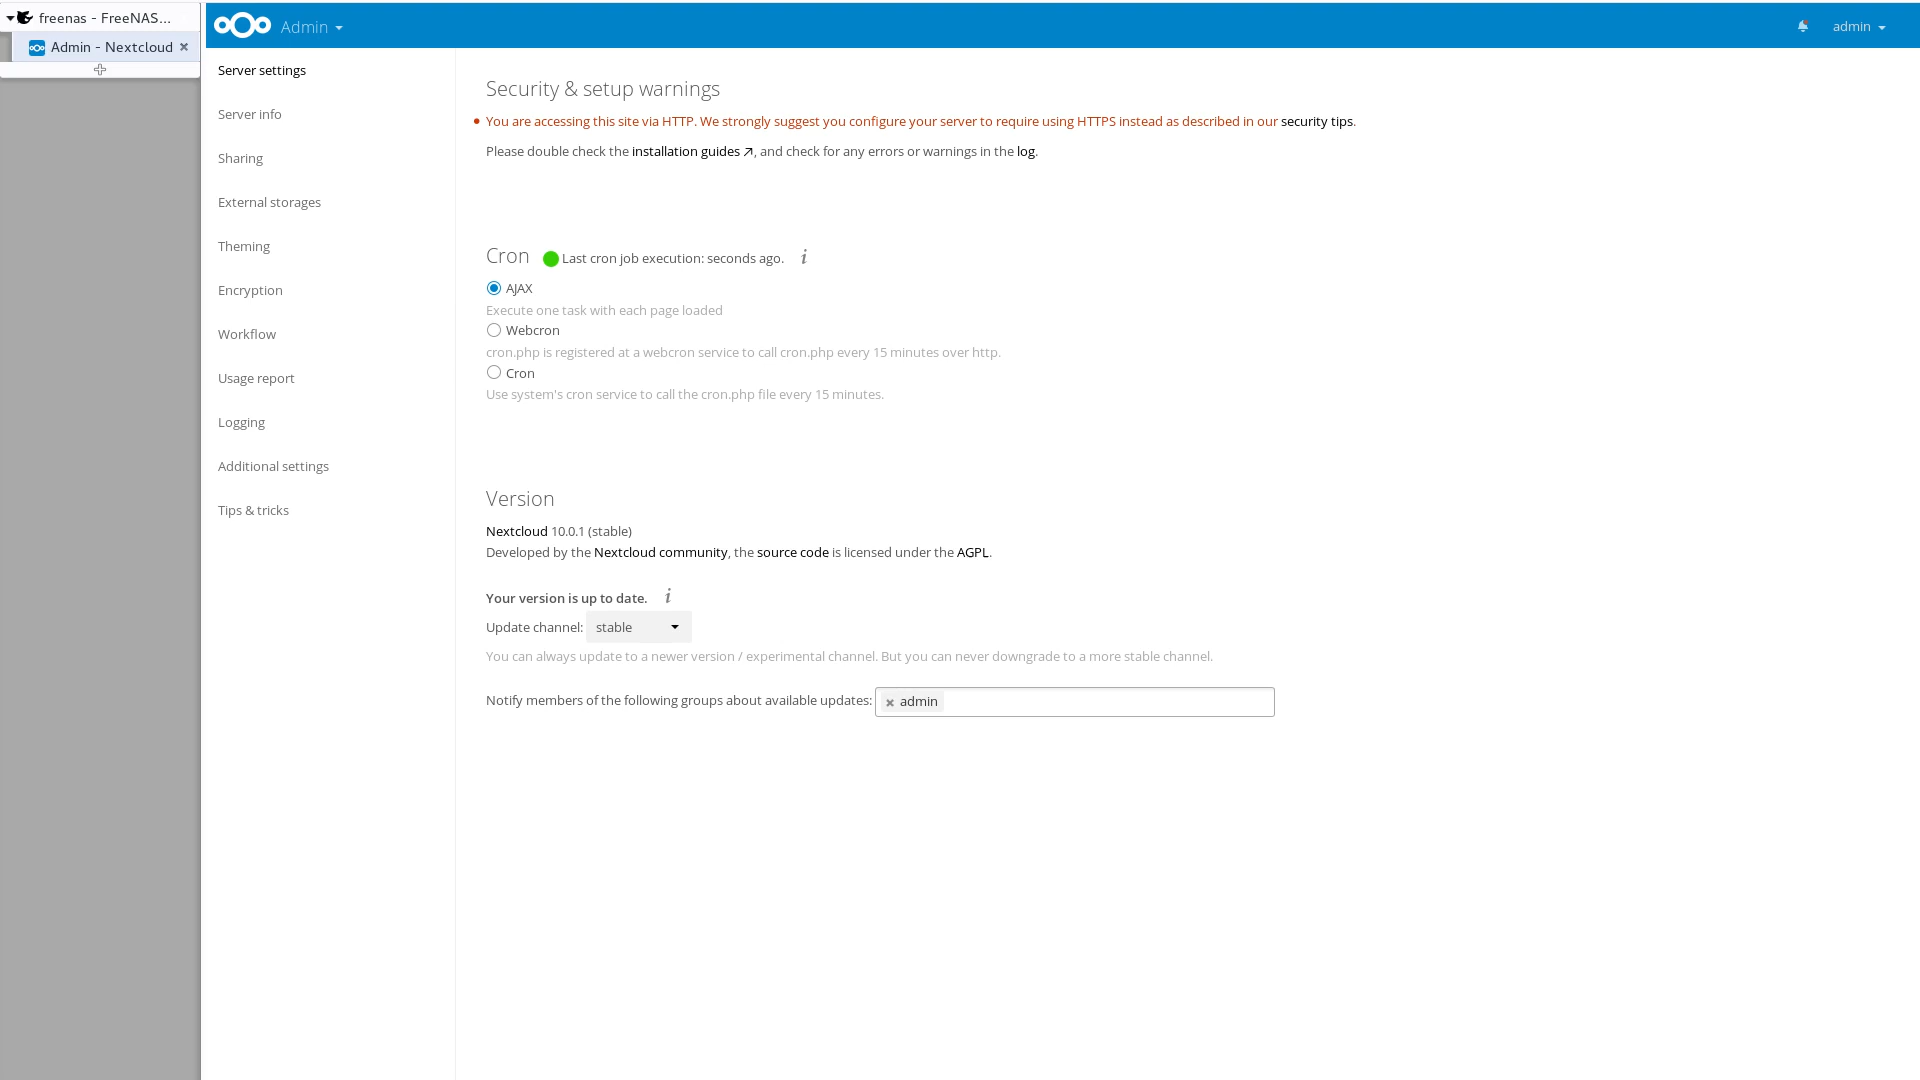 freenas - FreeNAS...
Admin - Nextcloud
Admin
admin
Server settings
Server info
Sharing
External storages
Theming
Encryption
Workflow
Usage report
Logging
Additional settings
Tips & tricks
Security & setup warnings
You are accessing this site via HTTP. We strongly suggest you configure your server to require using HTTPS instead as described in our security tips.
Please double check the installation guides ↗, and check for any errors or warnings in the log.
Cron Last cron job execution: seconds ago. i
AJAX
Execute one task with each page loaded
Webcron
cron.php is registered at a webcron service to call cron.php every 15 minutes over http.
Cron
Use system's cron service to call the cron.php file every 15 minutes.
Version
Nextcloud 10.0.1 (stable)
Developed by the Nextcloud community, the source code is licensed under the AGPL.
Your version is up to date. i
Update channel: stable
You can always update to a newer version / experimental channel. But you can never downgrade to a more stable channel.
Notify members of the following groups about available updates: admin